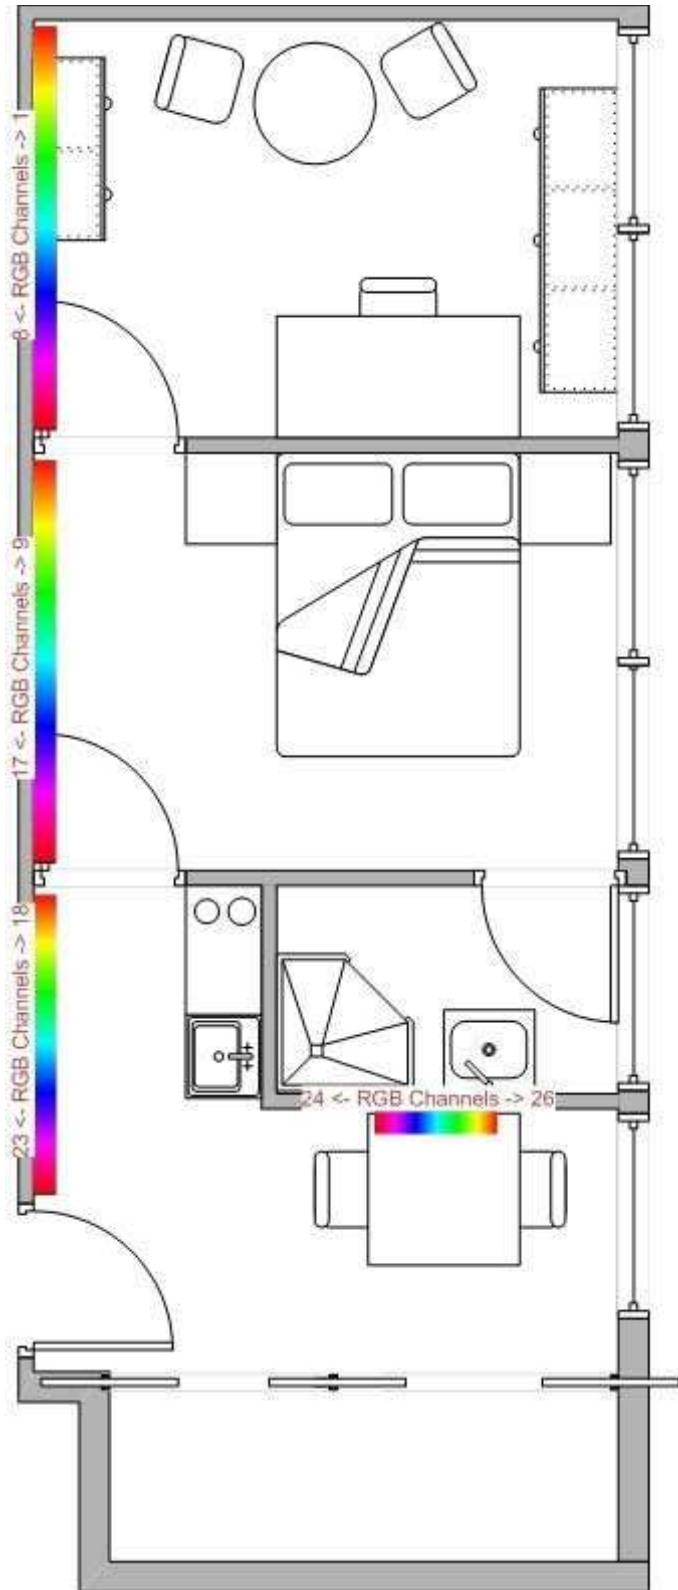 8 <- RGB Channels -> 1
17 <- RGB Channels -> 9
23 <- RGB Channels -> 18
24 <- RGB Channels -> 26